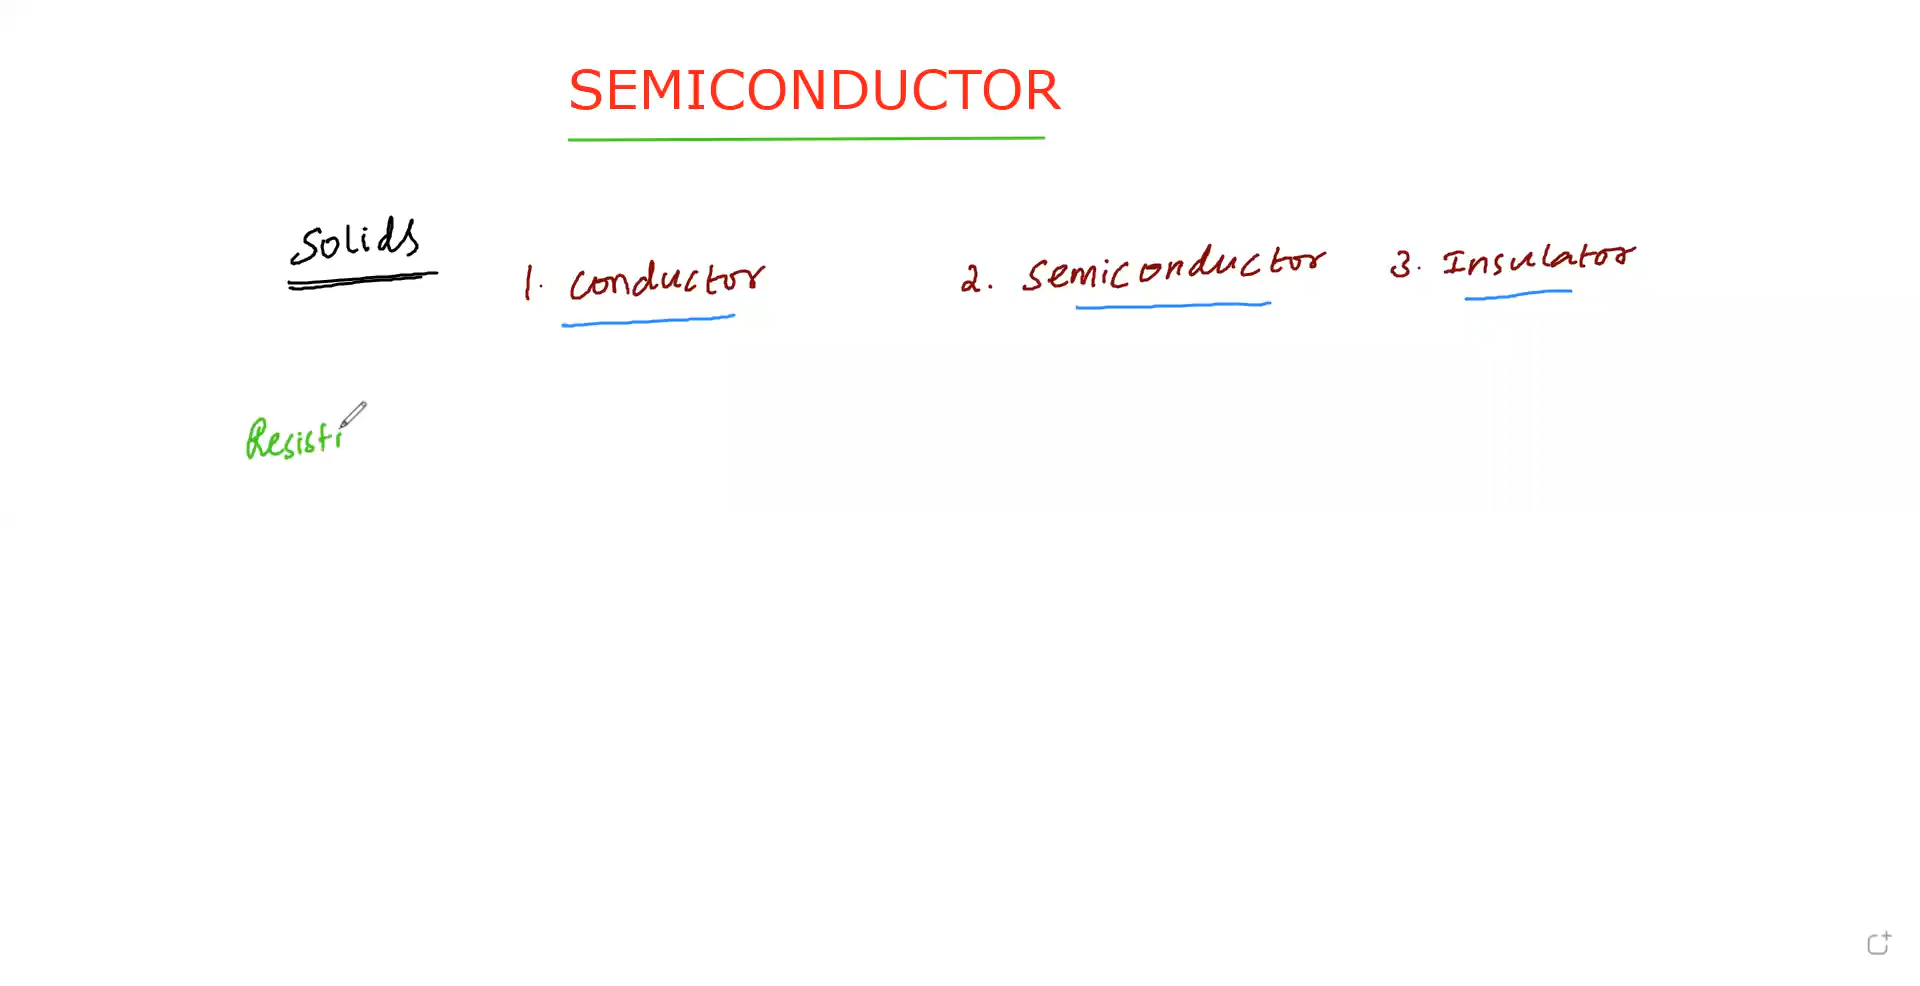 SEMICONDUCTOR
Solids
1. Conductor 2. Semiconductor 3. Insulator
Resisti